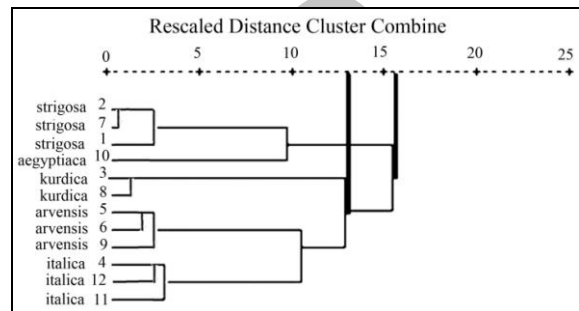 Rescaled Distance Cluster Combine
0 5 10 15 20 25
strigosa 2
strigosa 7
strigosa 1
aegyptiaca 10
kurdica 3
kurdica 8
arvensis 5
arvensis 6
arvensis 9
italica 4
italica 12
italica 11